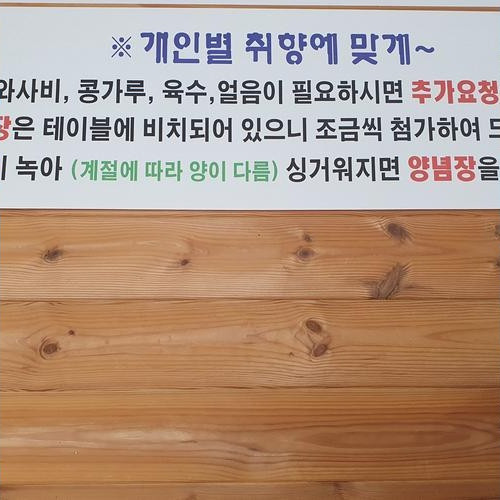 ※ 개인별 취향에 맞게~
와사비, 콩가루, 육수,얼음이 필요하시면 추가요청
장은 테이블에 비치되어 있으니 조금씩 첨가하여
녹아 (계절에 따라 양이 다름) 싱거워지면 양념장을